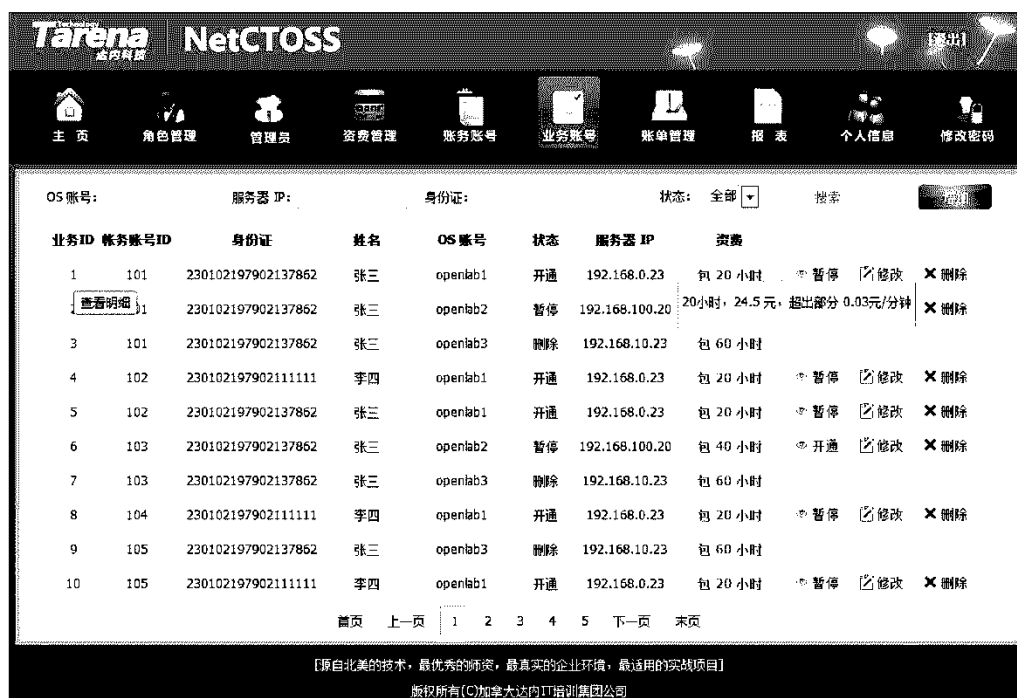 Technology
Tarena
达内科技
NetCTOSS
[退出]
主 页 角色管理 管理员 资费管理 账务账号 业务账号 账单管理 报 表 个人信息 修改密码
OS 账号： 服务器 IP： 身份证： 状态： 全部 搜索 增加
业务ID 帐务账号ID 身份证 姓名 OS 账号 状态 服务器 IP 资费
1 101 230102197902137862 张三 openlab1 开通 192.168.0.23 包 20 小时 暂停 修改 删除
查看明细 01 230102197902137862 张三 openlab2 暂停 192.168.100.20 20小时，24.5 元，超出部分 0.03元/分钟 删除
3 101 230102197902137862 张三 openlab3 删除 192.168.10.23 包 60 小时
4 102 230102197902111111 李四 openlab1 开通 192.168.0.23 包 20 小时 暂停 修改 删除
5 102 230102197902137862 张三 openlab1 开通 192.168.0.23 包 20 小时 暂停 修改 删除
6 103 230102197902137862 张三 openlab2 暂停 192.168.100.20 包 40 小时 开通 修改 删除
7 103 230102197902137862 张三 openlab3 删除 192.168.10.23 包 60 小时
8 104 230102197902111111 李四 openlab1 开通 192.168.0.23 包 20 小时 暂停 修改 删除
9 105 230102197902137862 张三 openlab3 删除 192.168.10.23 包 60 小时
10 105 230102197902111111 李四 openlab1 开通 192.168.0.23 包 20 小时 暂停 修改 删除
首页 上一页 1 2 3 4 5 下一页 末页
[源自北美的技术，最优秀的师资，最真实的企业环境，最适用的实战项目]
版权所有(C)加拿大达内IT培训集团公司